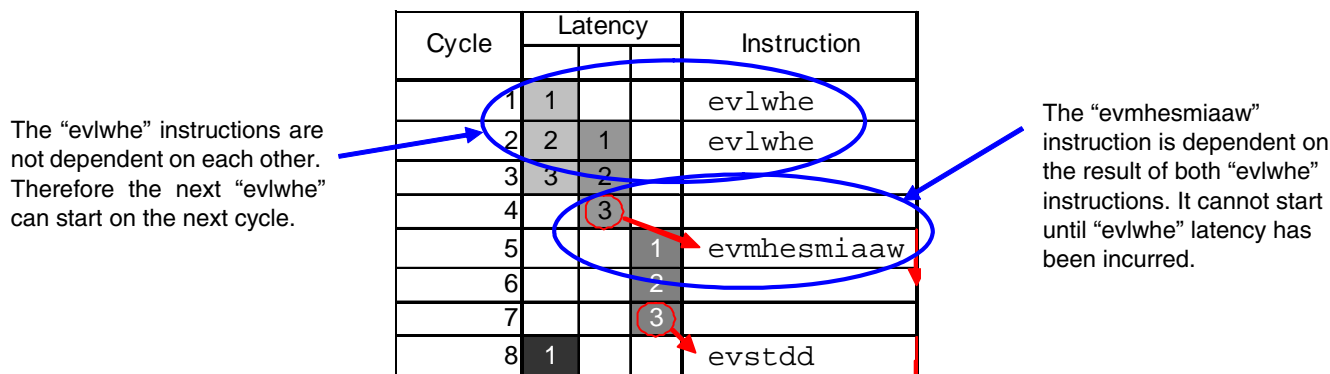 Cycle Latency Instruction
The “evlwhe” instructions are
not dependent on each other.
Therefore the next “evlwhe”
can start on the next cycle.
1 1 evlwhe
2 2 1 evlwhe
3 3 2
4 3
5 1 evmhesmiaaw
6 2
7 3
8 1 evstdd
The “evmhesmiaaw”
instruction is dependent on
the result of both “evlwhe”
instructions. It cannot start
until “evlwhe” latency has
been incurred.